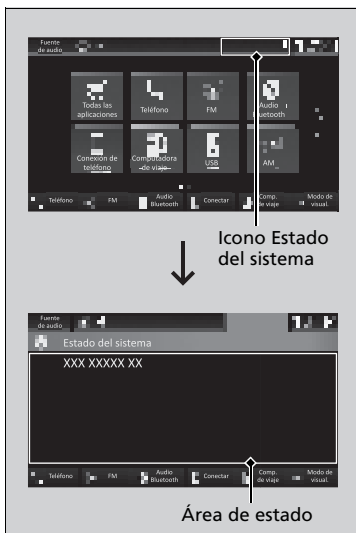 Fuente
de audio
Todas las
aplicaciones
Teléfono
FM
Audio
Bluetooth
Conexión de
teléfono
Computadora
de viaje
USB
AM
Teléfono
FM
Audio
Bluetooth
Conectar
Comp.
de viaje
Modo de
visual.
Icono Estado
del sistema
Fuente
de audio
Estado del sistema
XXX XXXXX XX
Teléfono
FM
Audio
Bluetooth
Conectar
Comp.
de viaje
Modo de
visual.
Área de estado